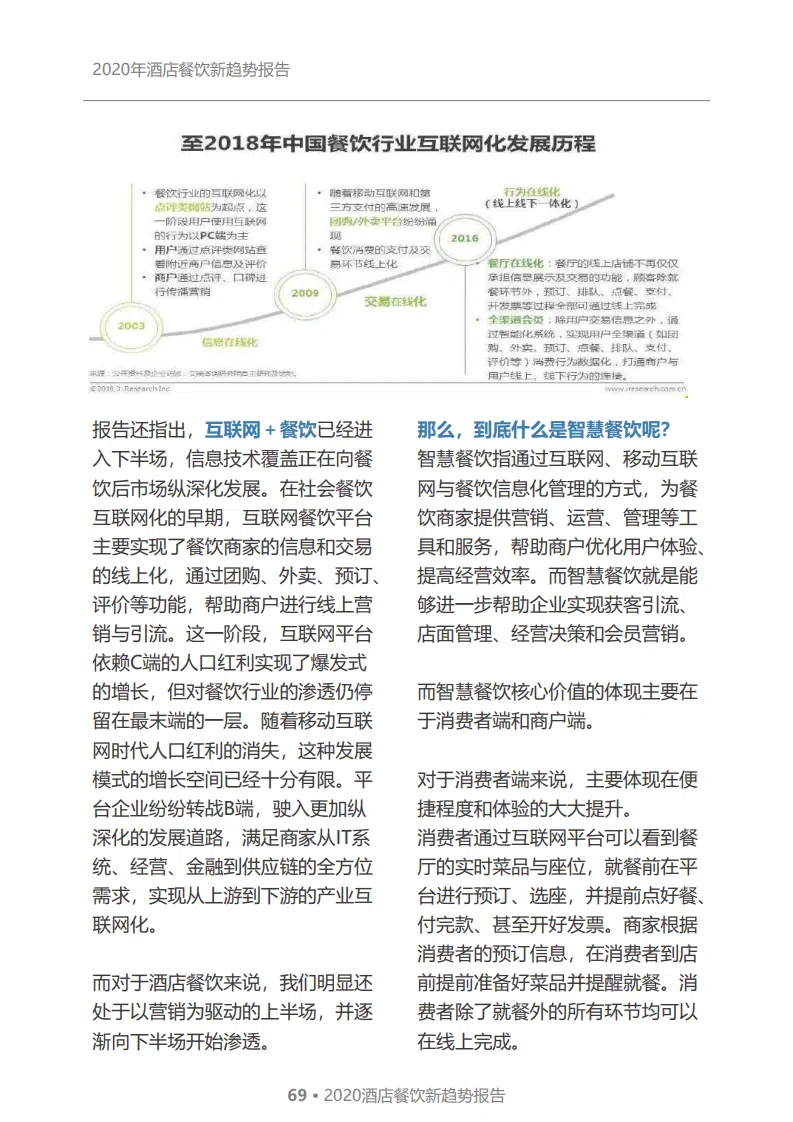 2020年酒店餐饮新趋势报告
至2018年中国餐饮行业互联网化发展历程
• 餐饮行业的互联网化以
点评类网站为起点，这
一阶段用户使用互联网
的行为以PC端为主
• 用户通过点评类网站查
看附近商户信息及评价
• 商户通过点评、口碑进
行传播营销
2003
信息在线化
• 随着移动互联网和第
三方支付的高速发展，
团购/外卖平台纷纷涌
现
• 餐饮消费的支付及交
易环节线上化
2009
交易在线化
行为在线化
（线上线下一体化）
2016
• 餐厅在线化：餐厅的线上店铺不再仅仅
承担信息展示及交易的功能，顾客除就
餐环节外，预订、排队、点餐、支付、
开发票等过程全部可通过线上完成
• 全渠道会员：除用户交易信息之外，通
过智能化系统，实现用户全渠道（如团
购、外卖、预订、点餐、排队、支付、
评价等）消费行为数据化，打通商户与
用户线上、线下行为的连接。
©2018.3 iResearch Inc
www.iresearch.com.cn
报告还指出，互联网＋餐饮已经进
入下半场，信息技术覆盖正在向餐
饮后市场纵深化发展。在社会餐饮
互联网化的早期，互联网餐饮平台
主要实现了餐饮商家的信息和交易
的线上化，通过团购、外卖、预订、
评价等功能，帮助商户进行线上营
销与引流。这一阶段，互联网平台
依赖C端的人口红利实现了爆发式
的增长，但对餐饮行业的渗透仍停
留在最末端的一层。随着移动互联
网时代人口红利的消失，这种发展
模式的增长空间已经十分有限。平
台企业纷纷转战B端，驶入更加纵
深化的发展道路，满足商家从IT系
统、经营、金融到供应链的全方位
需求，实现从上游到下游的产业互
联网化。
而对于酒店餐饮来说，我们明显还
处于以营销为驱动的上半场，并逐
渐向下半场开始渗透。
那么，到底什么是智慧餐饮呢？
智慧餐饮指通过互联网、移动互联
网与餐饮信息化管理的方式，为餐
饮商家提供营销、运营、管理等工
具和服务，帮助商户优化用户体验、
提高经营效率。而智慧餐饮就是能
够进一步帮助企业实现获客引流、
店面管理、经营决策和会员营销。
而智慧餐饮核心价值的体现主要在
于消费者端和商户端。
对于消费者端来说，主要体现在便
捷程度和体验的大大提升。
消费者通过互联网平台可以看到餐
厅的实时菜品与座位，就餐前在平
台进行预订、选座，并提前点好餐、
付完款、甚至开好发票。商家根据
消费者的预订信息，在消费者到店
前提前准备好菜品并提醒就餐。消
费者除了就餐外的所有环节均可以
在线上完成。
69 • 2020酒店餐饮新趋势报告